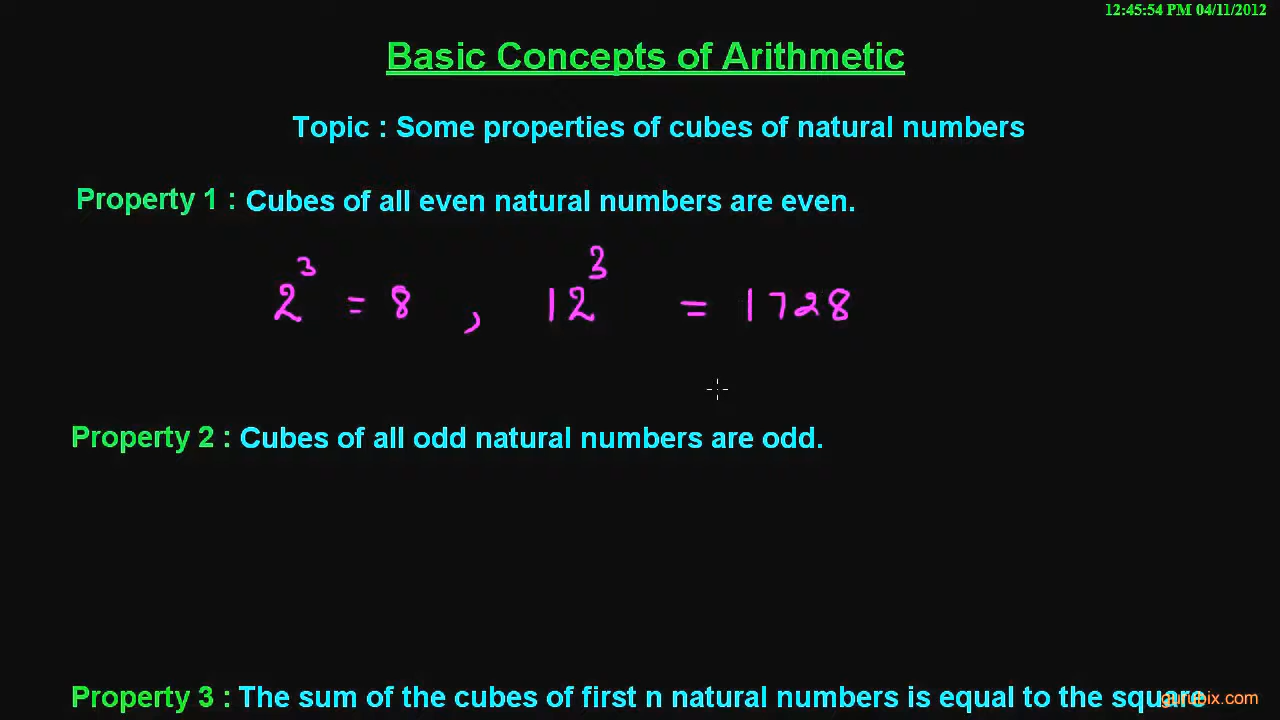 12:45:54 PM 04/11/2012
Basic Concepts of Arithmetic
Topic : Some properties of cubes of natural numbers
Property 1 : Cubes of all even natural numbers are even.
2³ = 8 , 12³ = 1728
Property 2 : Cubes of all odd natural numbers are odd.
Property 3 : The sum of the cubes of first n natural numbers is equal to the square
gurubix.com